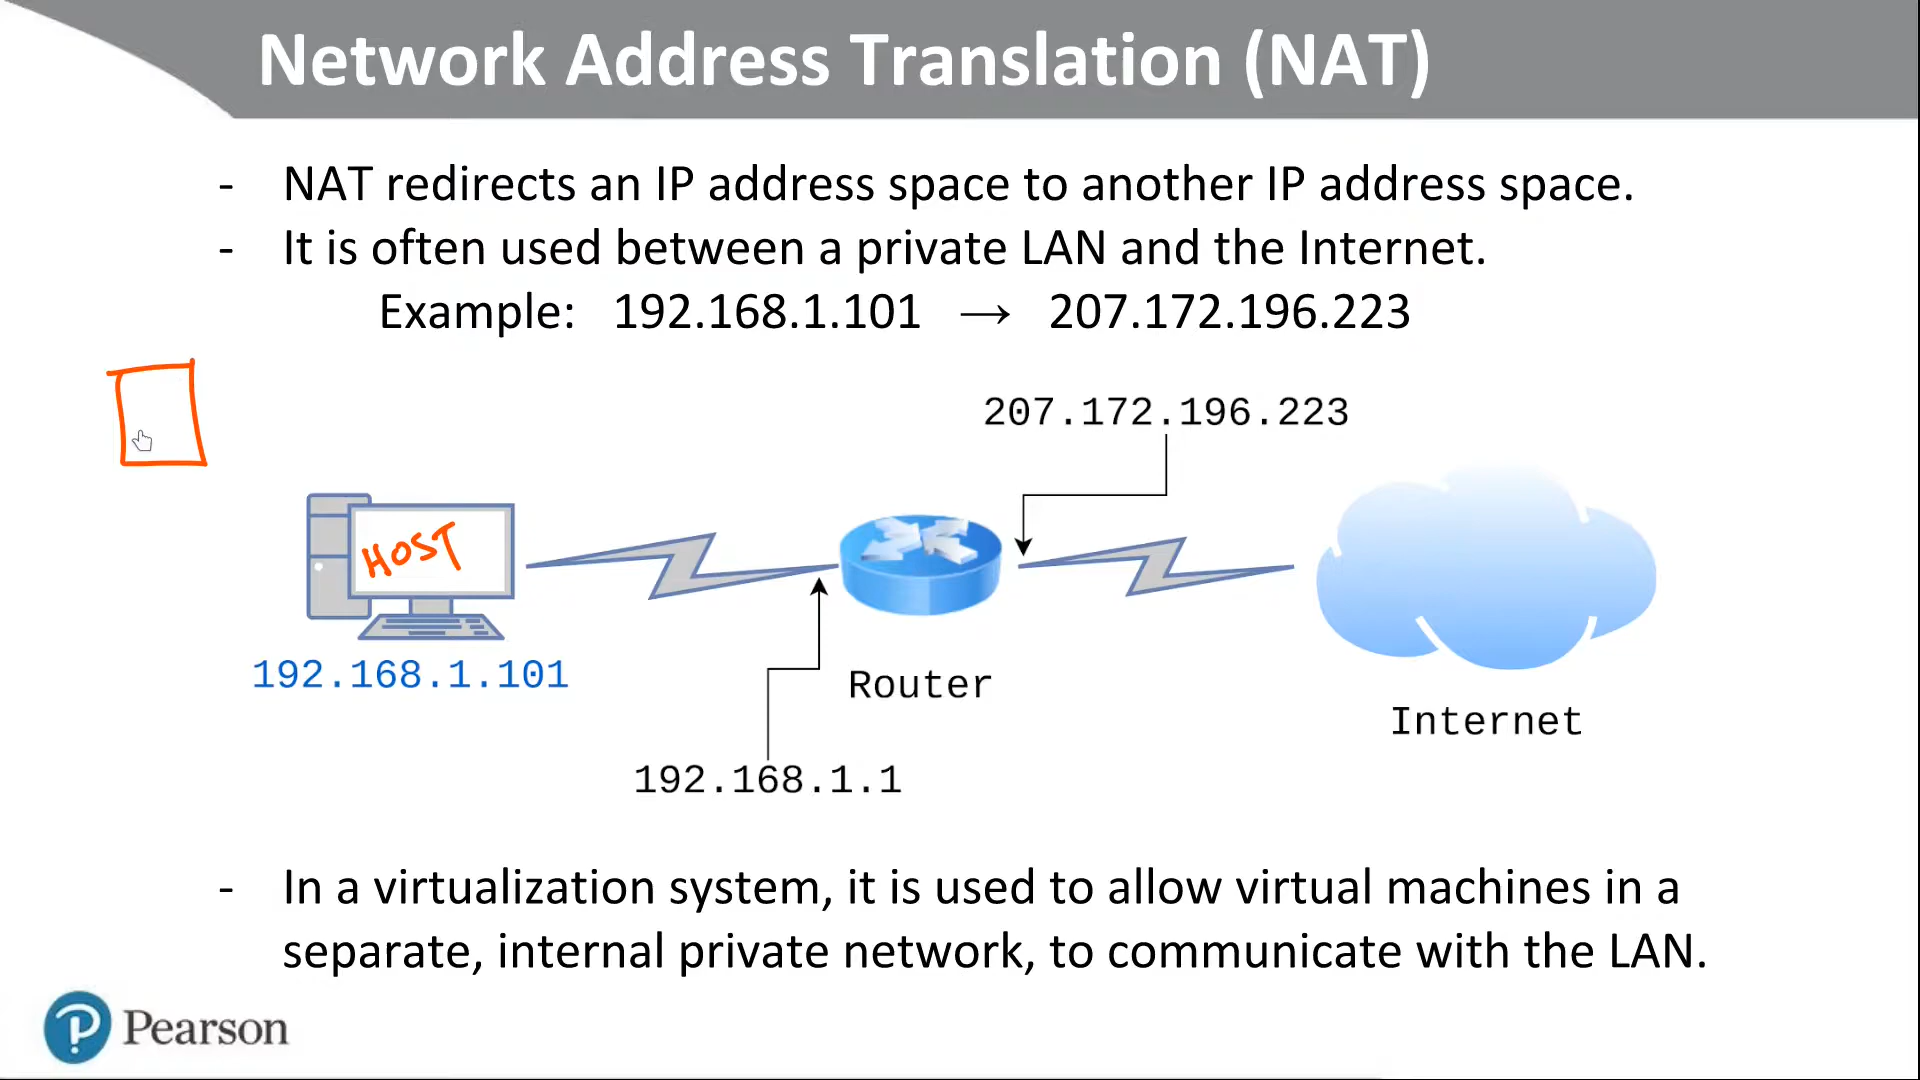 Network Address Translation (NAT)
- NAT redirects an IP address space to another IP address space.
- It is often used between a private LAN and the Internet.
Example: 192.168.1.101 → 207.172.196.223
207.172.196.223
HOST
192.168.1.101
Router
Internet
192.168.1.1
- In a virtualization system, it is used to allow virtual machines in a
separate, internal private network, to communicate with the LAN.
P Pearson